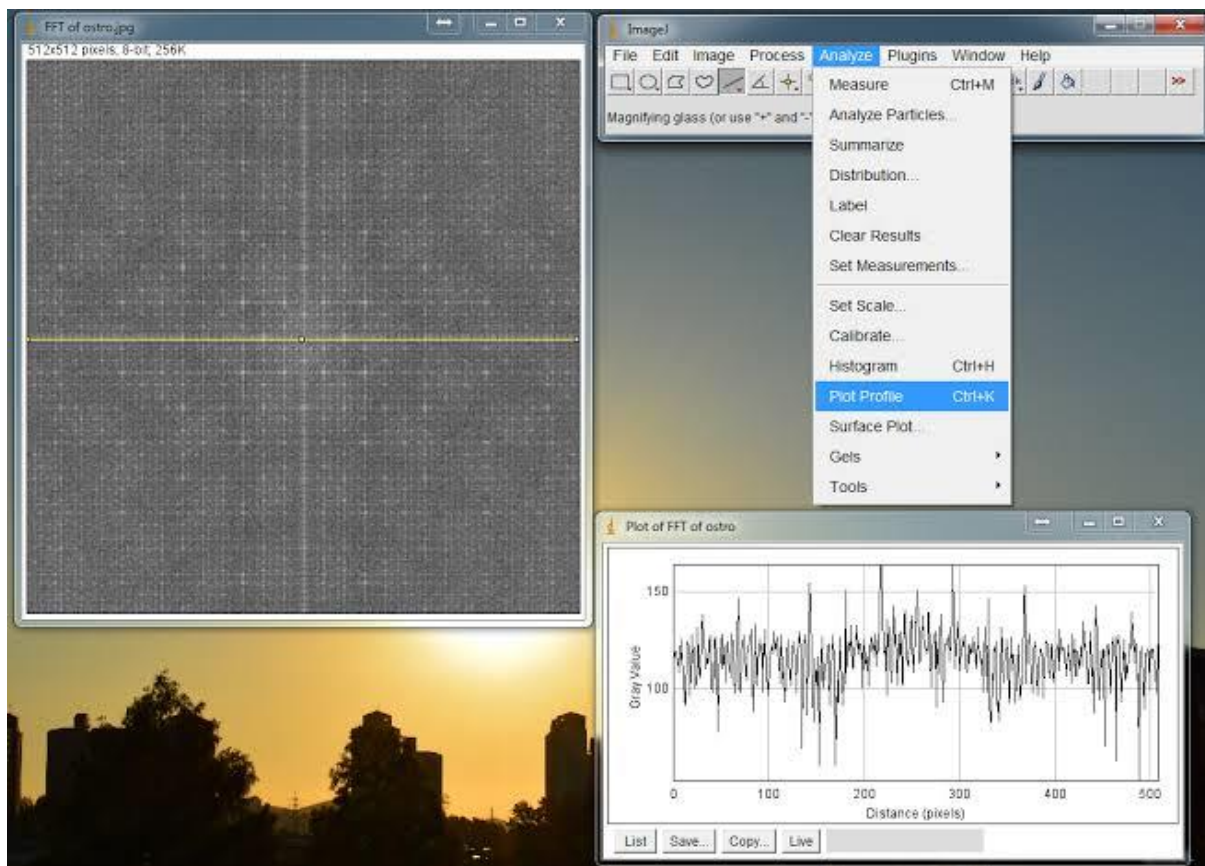 FFT of ostro.jpg
512x512 pixels; 8-bit; 256K
ImageJ
File Edit Image Process Analyze Plugins Window Help
>>
Magnifying glass (or use "+" and "-"
Measure Ctrl+M
Analyze Particles...
Summarize
Distribution...
Label
Clear Results
Set Measurements...
Set Scale...
Calibrate...
Histogram Ctrl+H
Plot Profile Ctrl+K
Surface Plot...
Gels
Tools
Plot of FFT of ostro
150
100
Gray Value
0 100 200 300 400 500
Distance (pixels)
List Save... Copy... Live